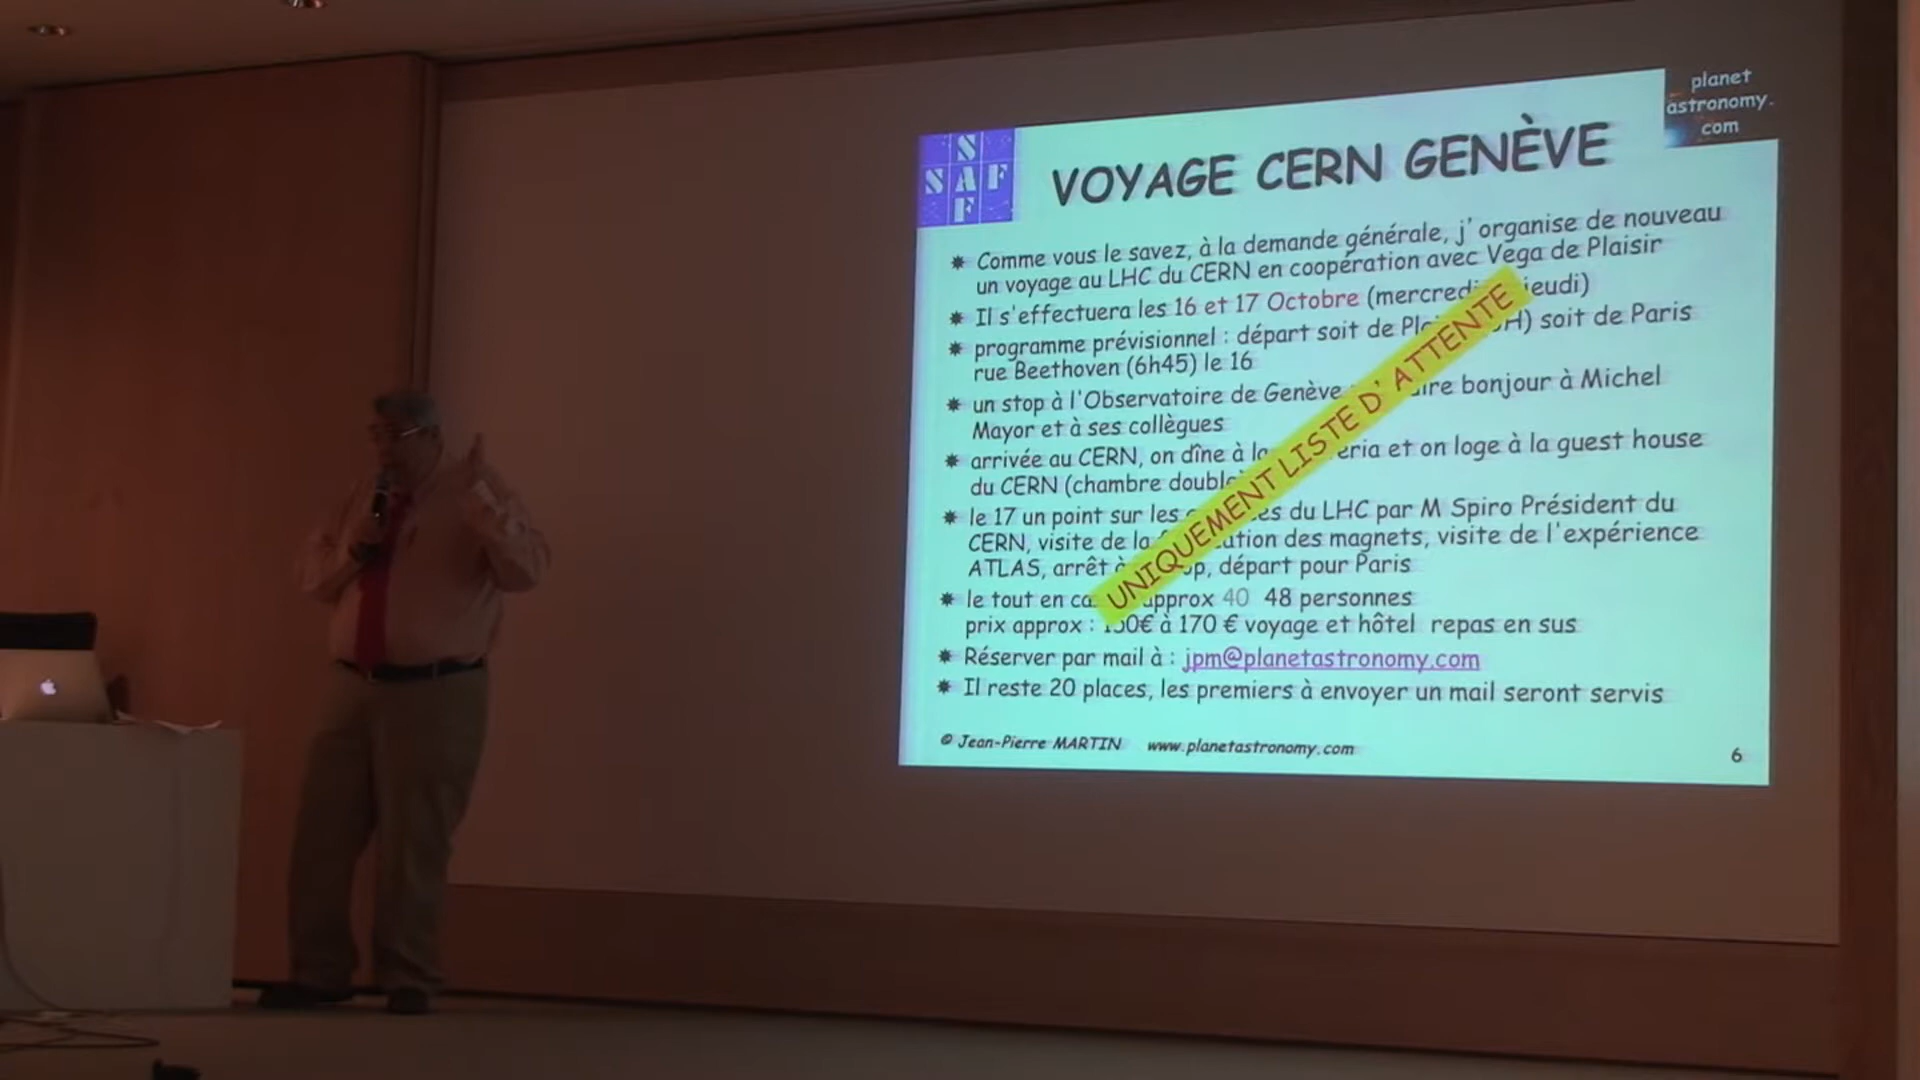 S
SAF
F
planet
astronomy.
com
VOYAGE CERN GENÈVE
Comme vous le savez, à la demande générale, j'organise de nouveau
un voyage au LHC du CERN en coopération avec Vega de Plaisir
Il s'effectuera les 16 et 17 Octobre (mercredi jeudi)
programme prévisionnel : départ soit de H) soit de Paris
rue Beethoven (6h45) le 16
un stop à l'Observatoire de Genève bonjour à Michel
Mayor et à ses collègues
arrivée au CERN, on dîne à et on loge à la guest house
du CERN (chambre
le 17 un point sur les du LHC par M Spiro Président du
CERN, visite de la des magnets, visite de l'expérience
ATLAS, arrêt départ pour Paris
le tout en approx 40 48 personnes
prix approx : à 170 € voyage et hôtel repas en sus
Réserver par mail à : jpm@planetastronomy.com
Il reste 20 places, les premiers à envoyer un mail seront servis
UNIQUEMENT LISTE D'ATTENTE
© Jean-Pierre MARTIN www.planetastronomy.com
6